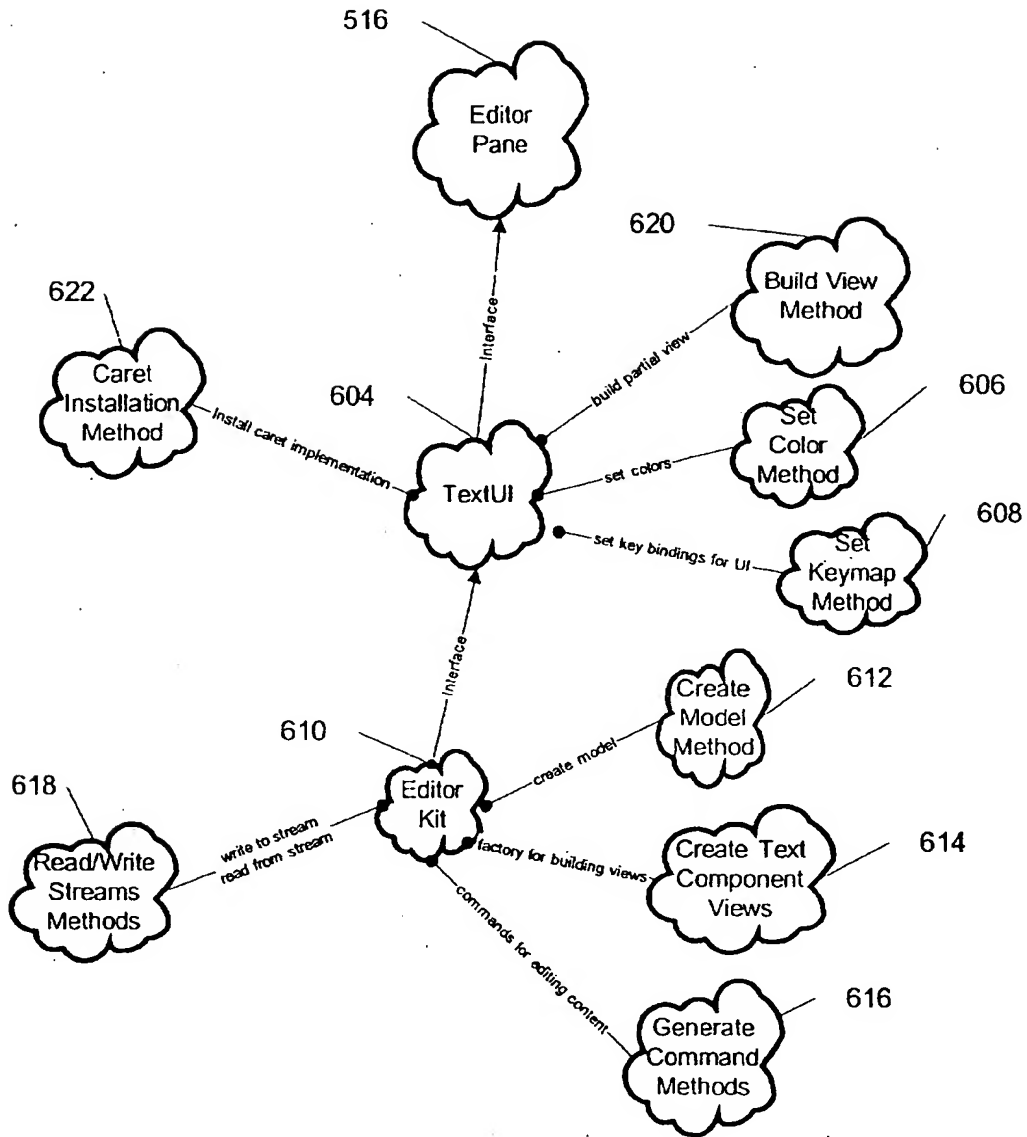 516
Editor
Pane
620
Build View
Method
622
Caret
Installation
Method
Interface
build partial view
604
606
Set
Color
Method
Install caret implementation
TextUI
set colors
608
set key bindings for UI
Set
Keymap
Method
Interface
612
Create
Model
Method
610
create model
Editor
Kit
618
Read/Write
Streams
Methods
write to stream
read from stream
factory for building views
Create Text
Component
Views
614
commands for editing content
616
Generate
Command
Methods